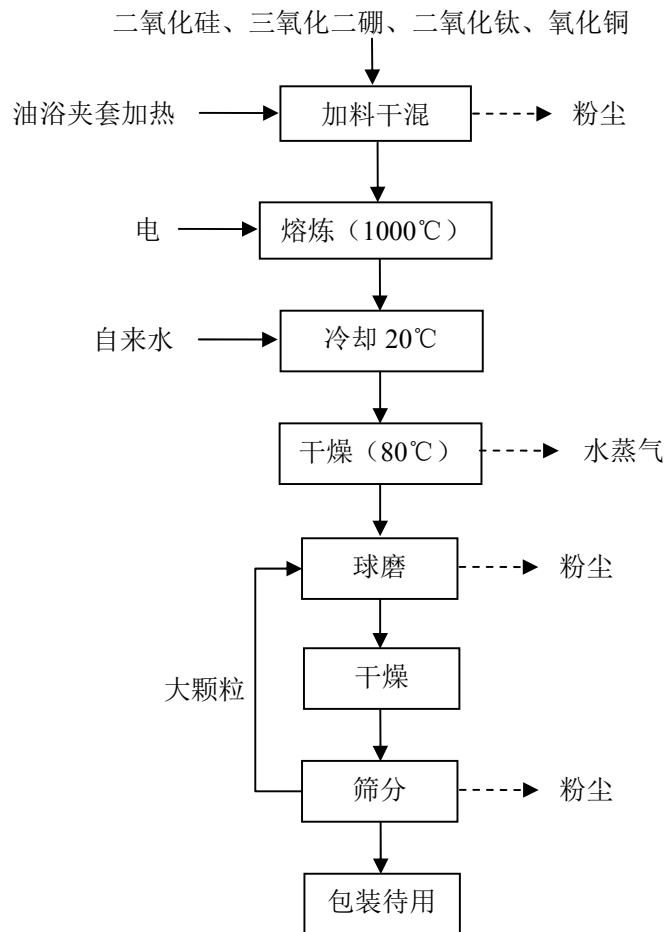 二氧化硅、三氧化二硼、二氧化钛、氧化铜
油浴夹套加热
加料干混
粉尘
电
熔炼（1000℃）
自来水
冷却 20℃
干燥（80℃）
水蒸气
球磨
粉尘
大颗粒
干燥
筛分
粉尘
包装待用